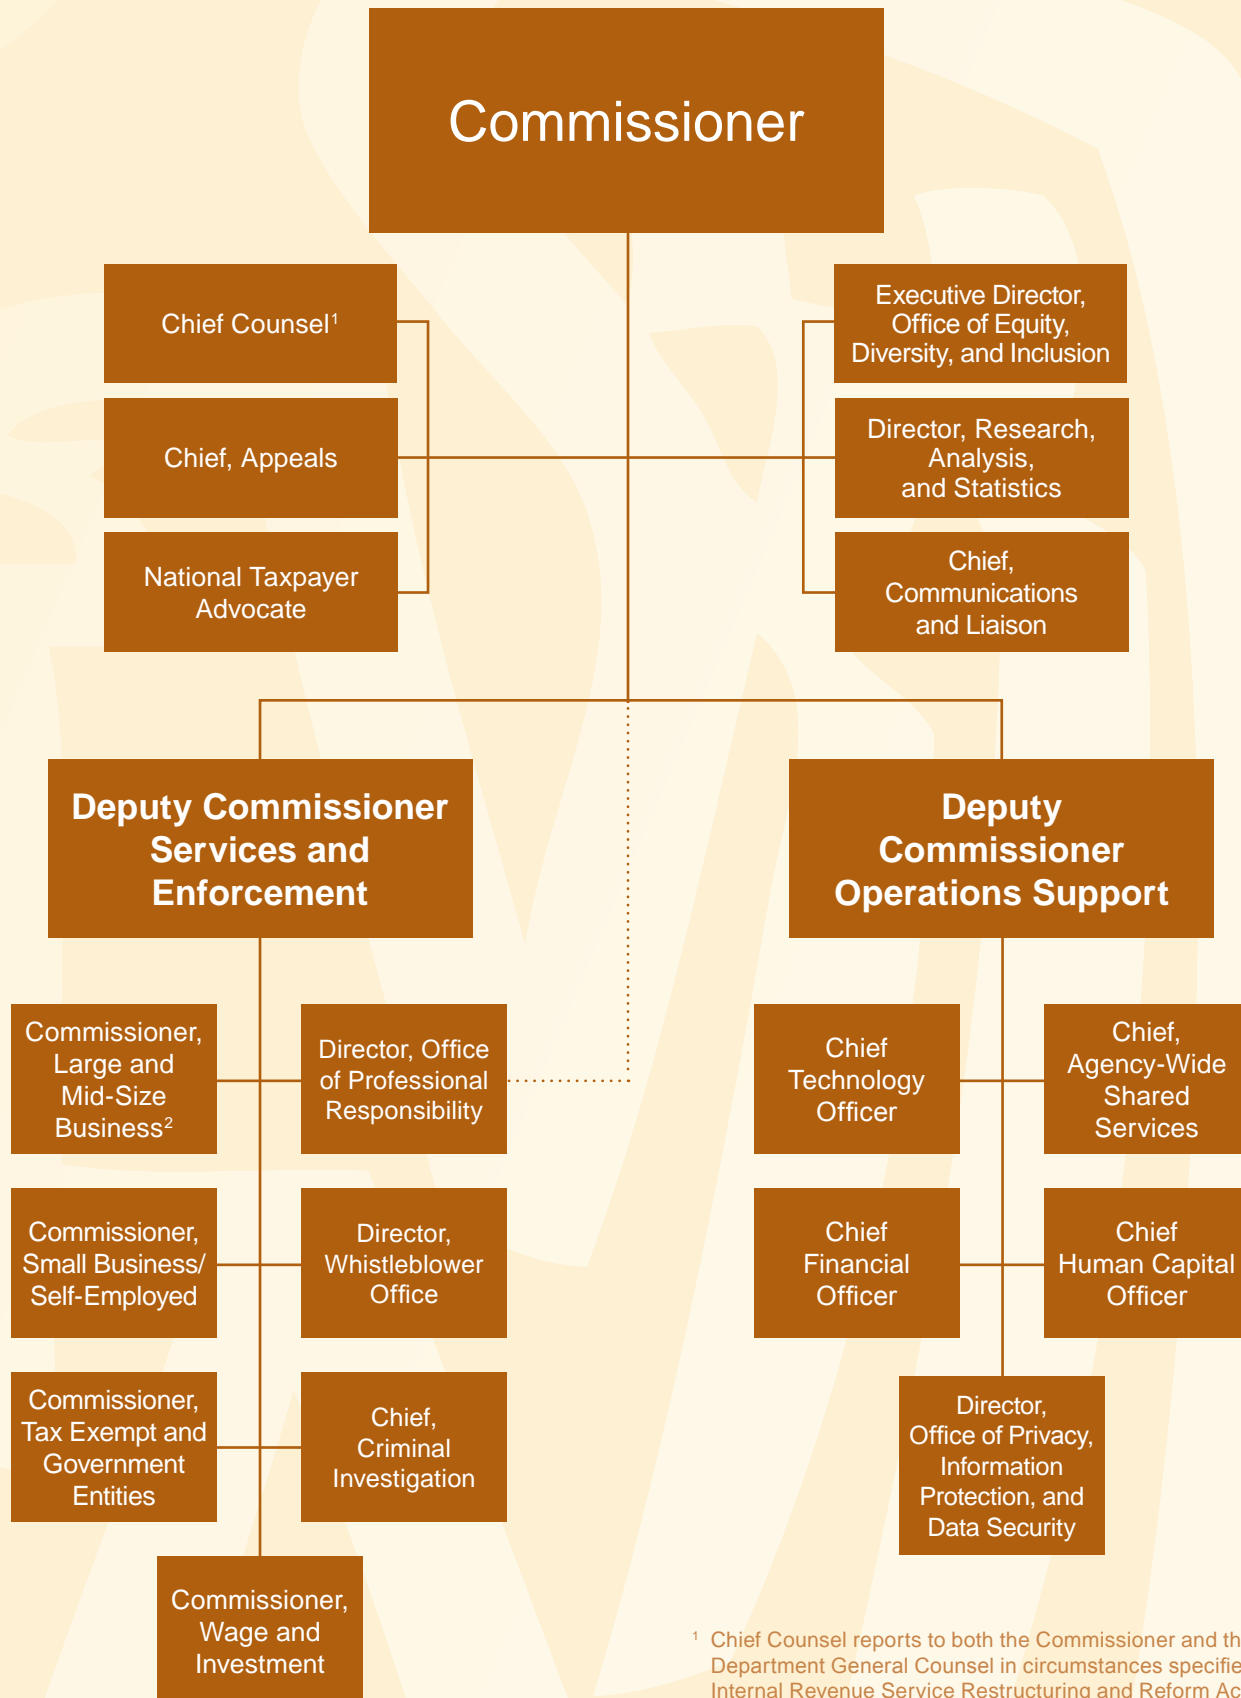 Commissioner
Chief Counsel¹
Executive Director,
Office of Equity,
Diversity, and Inclusion
Chief, Appeals
Director, Research,
Analysis,
and Statistics
National Taxpayer
Advocate
Chief,
Communications
and Liaison
Deputy Commissioner
Services and
Enforcement
Deputy
Commissioner
Operations Support
Commissioner,
Large and
Mid-Size
Business²
Director, Office
of Professional
Responsibility
Chief
Technology
Officer
Chief,
Agency-Wide
Shared
Services
Commissioner,
Small Business/
Self-Employed
Director,
Whistleblower
Office
Chief
Financial
Officer
Chief
Human Capital
Officer
Commissioner,
Tax Exempt and
Government
Entities
Chief,
Criminal
Investigation
Director,
Office of Privacy,
Information
Protection, and
Data Security
Commissioner,
Wage and
Investment
¹ Chief Counsel reports to both the Commissioner and
Department General Counsel in circumstances
Internal Revenue Service Restructuring and Reform